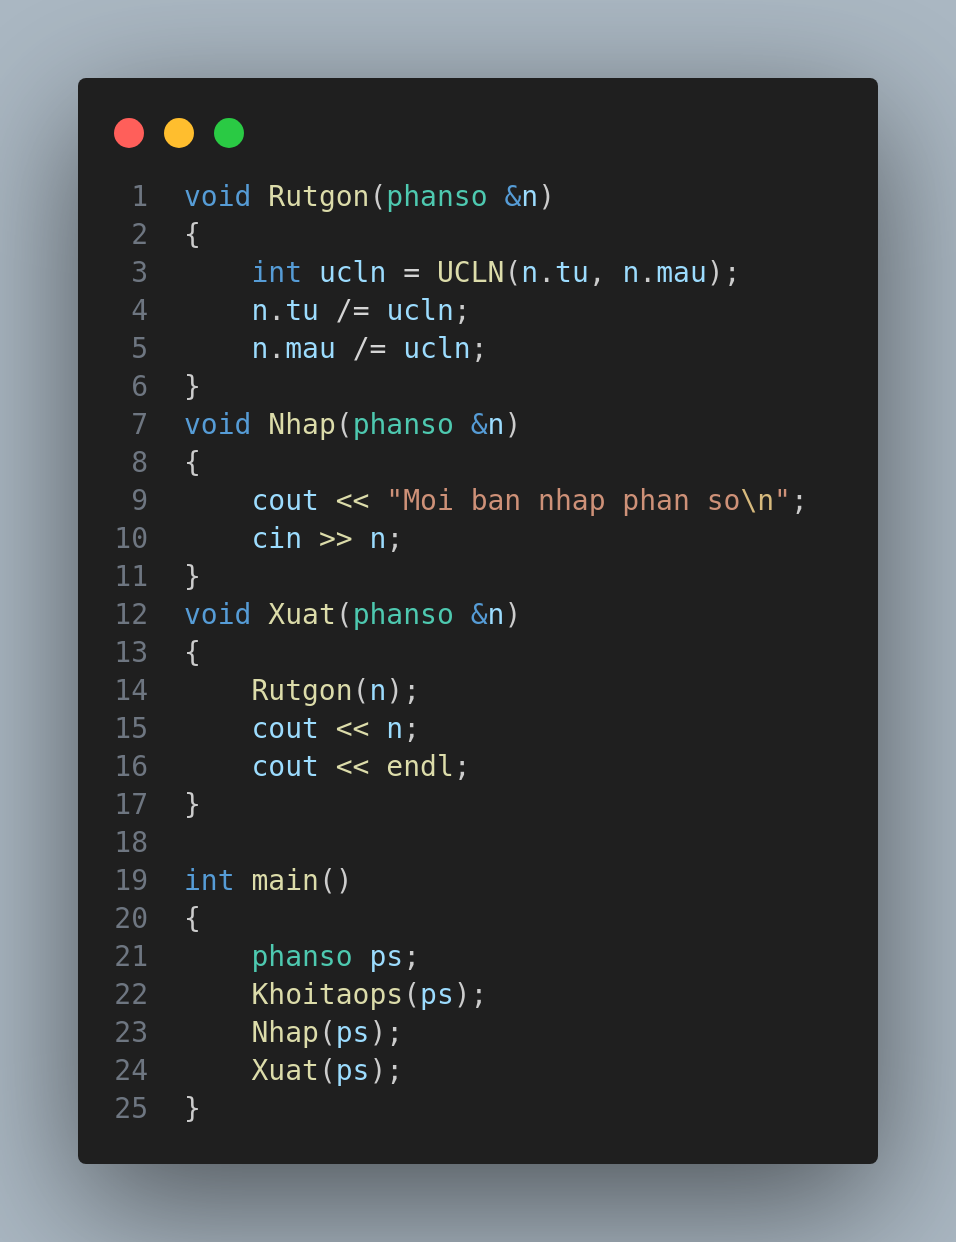 1 void Rutgon(phanso &n)
2 {
3     int ucln = UCLN(n.tu, n.mau);
4     n.tu /= ucln;
5     n.mau /= ucln;
6 }
7 void Nhap(phanso &n)
8 {
9     cout << "Moi ban nhap phan so\n";
10     cin >> n;
11 }
12 void Xuat(phanso &n)
13 {
14     Rutgon(n);
15     cout << n;
16     cout << endl;
17 }
18
19 int main()
20 {
21     phanso ps;
22     Khoitaops(ps);
23     Nhap(ps);
24     Xuat(ps);
25 }